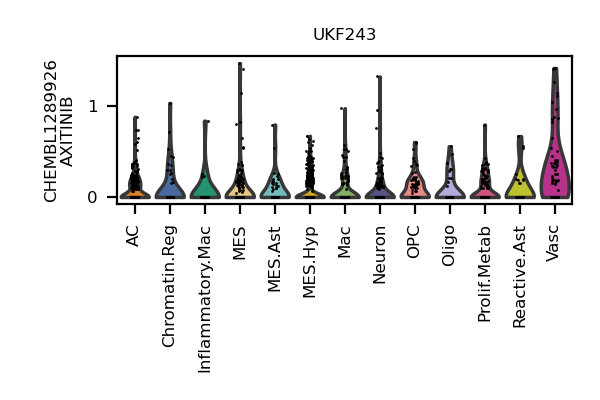 UKF243
CHEMBL1289926
AXITINIB
1
0
AC
Chromatin.Reg
Inflammatory.Mac
MES
MES.Ast
MES.Hyp
Mac
Neuron
OPC
Oligo
Prolif.Metab
Reactive.Ast
Vasc